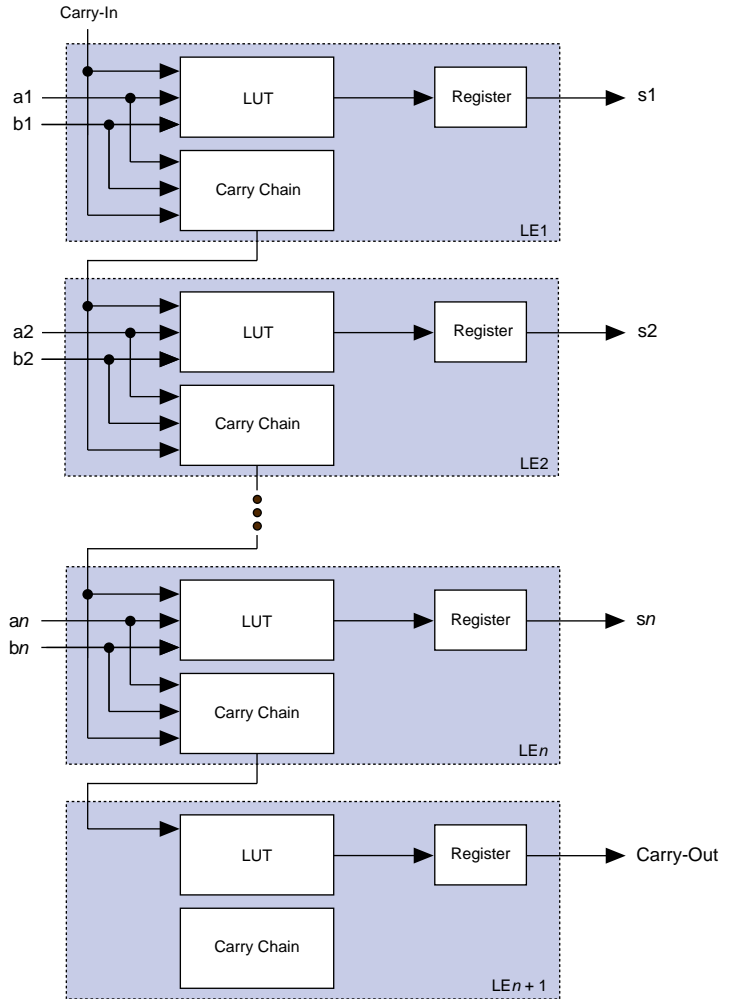 Carry-In
a1
b1
LUT
Register
s1
Carry Chain
LE1
a2
b2
LUT
Register
s2
Carry Chain
LE2
an
bn
LUT
Register
sn
Carry Chain
LEn
LUT
Register
Carry-Out
Carry Chain
LEn + 1